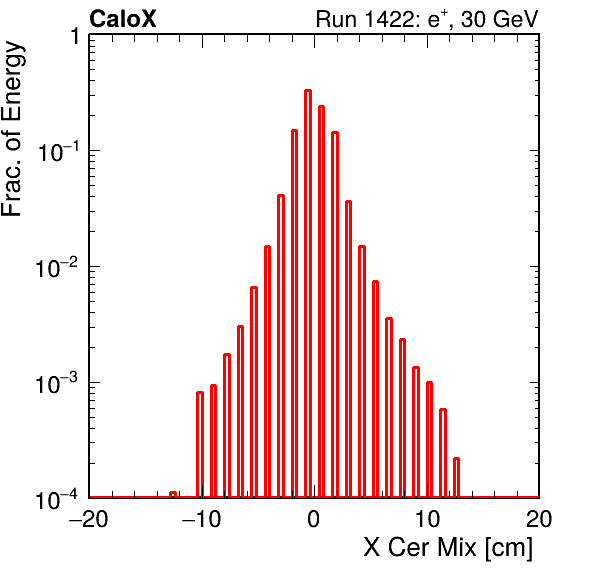 CaloX Run 1422: e⁺, 30 GeV
Frac. of Energy
1
10⁻¹
10⁻²
10⁻³
10⁻⁴
−20 −10 0 10 20
X Cer Mix [cm]